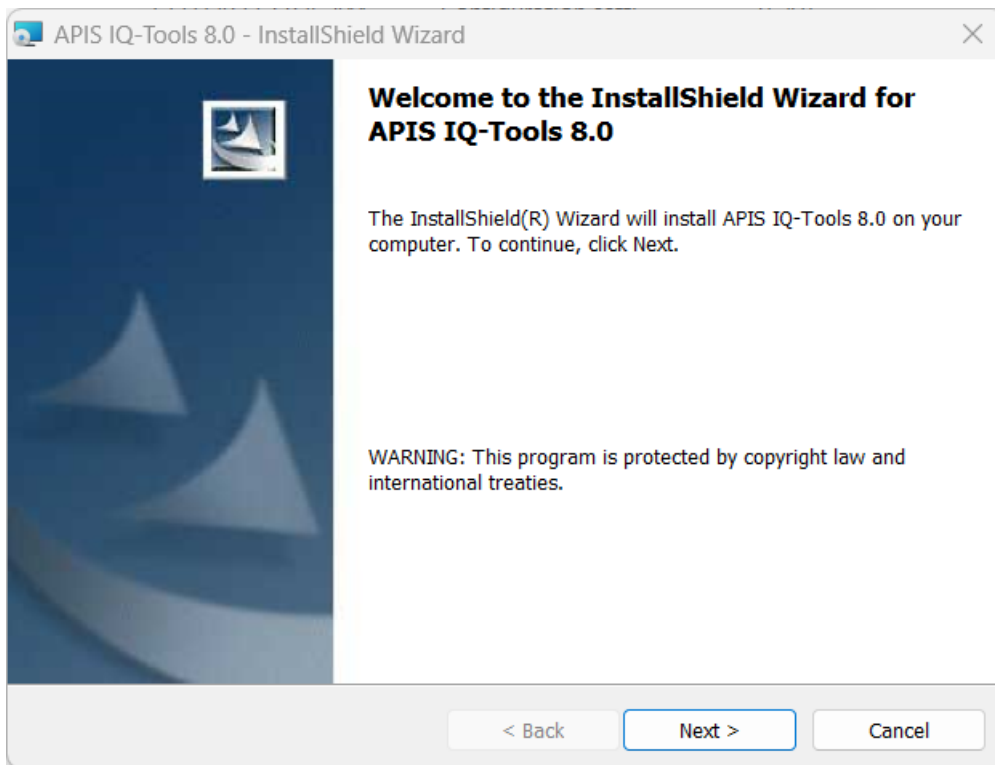 APIS IQ-Tools 8.0 - InstallShield Wizard
Welcome to the InstallShield Wizard for
APIS IQ-Tools 8.0
The InstallShield(R) Wizard will install APIS IQ-Tools 8.0 on your
computer. To continue, click Next.
WARNING: This program is protected by copyright law and
international treaties.
< Back
Next >
Cancel